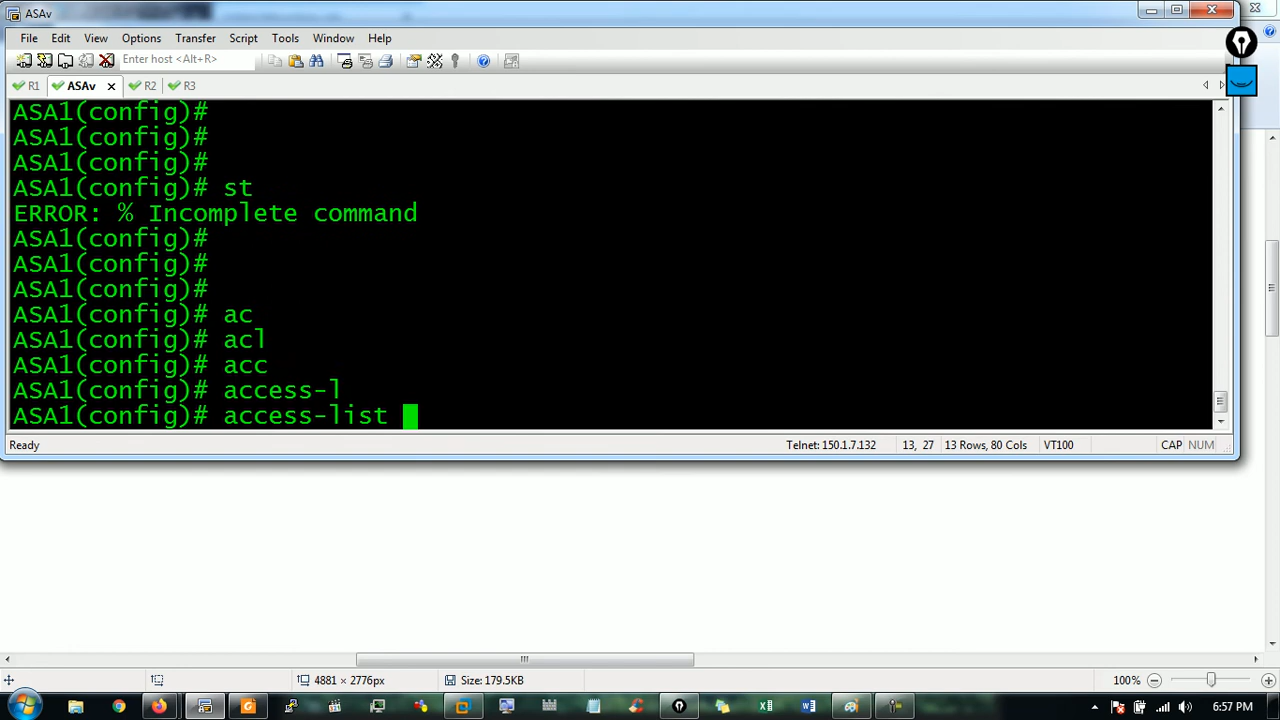 ASAv
File Edit View Options Transfer Script Tools Window Help
Enter host <Alt+R>
R1 ASAv R2 R3
ASA1(config)#
ASA1(config)#
ASA1(config)#
ASA1(config)# st
ERROR: % Incomplete command
ASA1(config)#
ASA1(config)#
ASA1(config)#
ASA1(config)# ac
ASA1(config)# acl
ASA1(config)# acc
ASA1(config)# access-l
ASA1(config)# access-list
Ready Telnet: 150.1.7.132 13, 27 13 Rows, 80 Cols VT100 CAP NUM
4881 × 2776px Size: 179.5KB 100%
6:57 PM